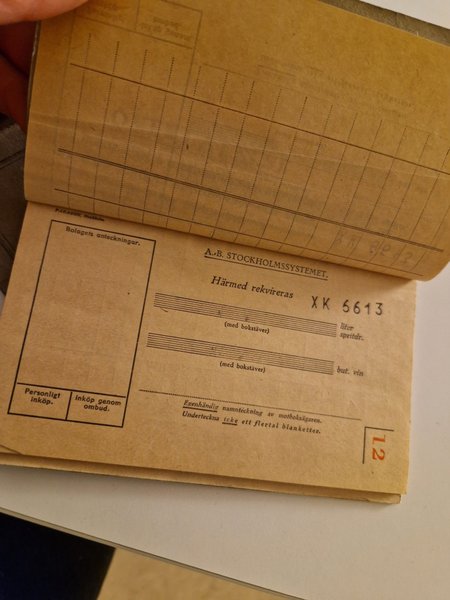 Bolagets anteckningar.
A.-B. STOCKHOLMSSYSTEMET.
Härmed rekvireras XK 6613
liter
(med bokstäver) spritdr.
but. vin
(med bokstäver)
Personligt inköp.
Inköp genom ombud.
Egenhändig namnteckning av motboksägaren.
Underteckna icke ett flertal blanketter.
12